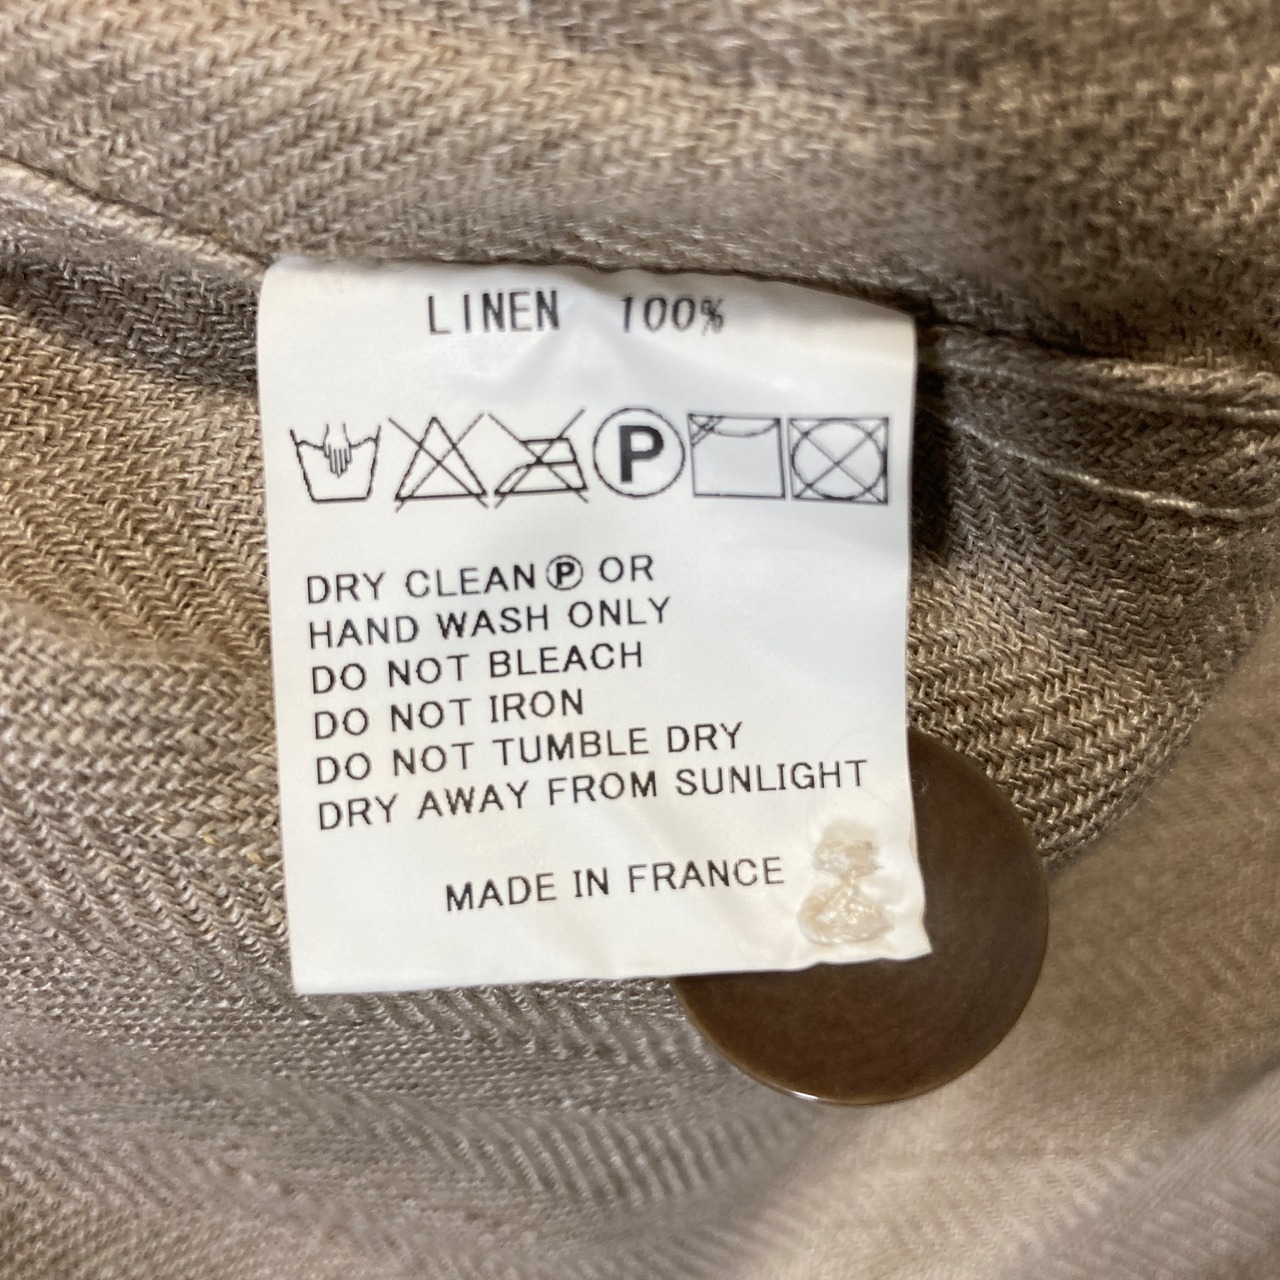 LINEN 100%
P
DRY CLEAN Ⓟ OR
HAND WASH ONLY
DO NOT BLEACH
DO NOT IRON
DO NOT TUMBLE DRY
DRY AWAY FROM SUNLIGHT
MADE IN FRANCE